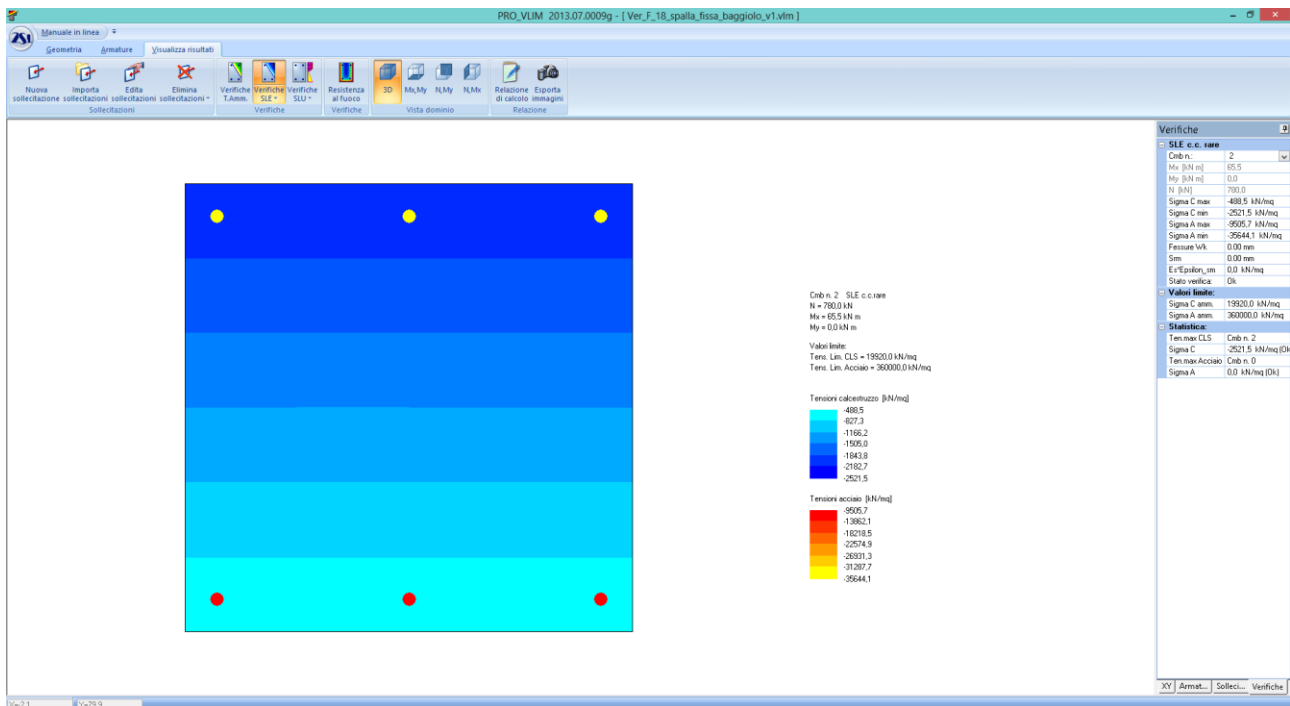 PRO_VLIM 2013.07.0009g - [ Ver_F_18_spalla_fissa_baggiolo_v1.vlm ]
2SI Manuale in linea
Geometria Armature Visualizza risultati
Nuova sollecitazione
Importa sollecitazioni
Edita sollecitazioni
Elimina sollecitazioni
Sollecitazioni
Verifiche T.Amm.
Verifiche SLE
Verifiche SLU
Verifiche
Resistenza al fuoco
Verifiche
3D
Mx,My
N,My
N,Mx
Vista dominio
Relazione di calcolo
Esporta immagini
Relazione
Cmb n. 2 SLE c.c.rare
N = 780,0 kN
Mx = 65,5 kN m
My = 0,0 kN m
Valori limite:
Tens. Lim. CLS = 19920,0 kN/mq
Tens. Lim. Acciaio = 360000,0 kN/mq
Tensioni calcestruzzo [kN/mq]
-488,5
-827,3
-1166,2
-1505,0
-1843,8
-2182,7
-2521,5
Tensioni acciaio [kN/mq]
-9505,7
-13862,1
-18218,5
-22574,9
-26931,3
-31287,7
-35644,1
Verifiche
SLE c.c. rare
Cmb n.: 2
Mx [kN m] 65.5
My [kN m] 0,0
N [kN] 780,0
Sigma C max -488,5 kN/mq
Sigma C min -2521,5 kN/mq
Sigma A max -9505,7 kN/mq
Sigma A min -35644,1 kN/mq
Fessure Wk 0.00 mm
Srm 0.00 mm
Es*Epsilon_sm 0,0 kN/mq
Stato verifica: Ok
Valori limite:
Sigma C amm. 19920,0 kN/mq
Sigma A amm. 360000,0 kN/mq
Statistica:
Ten.max CLS Cmb n. 2
Sigma C -2521,5 kN/mq (Ok
Ten.max Acciaio Cmb n. 0
Sigma A 0,0 kN/mq (Ok)
XY Armat... Solleci... Verifiche